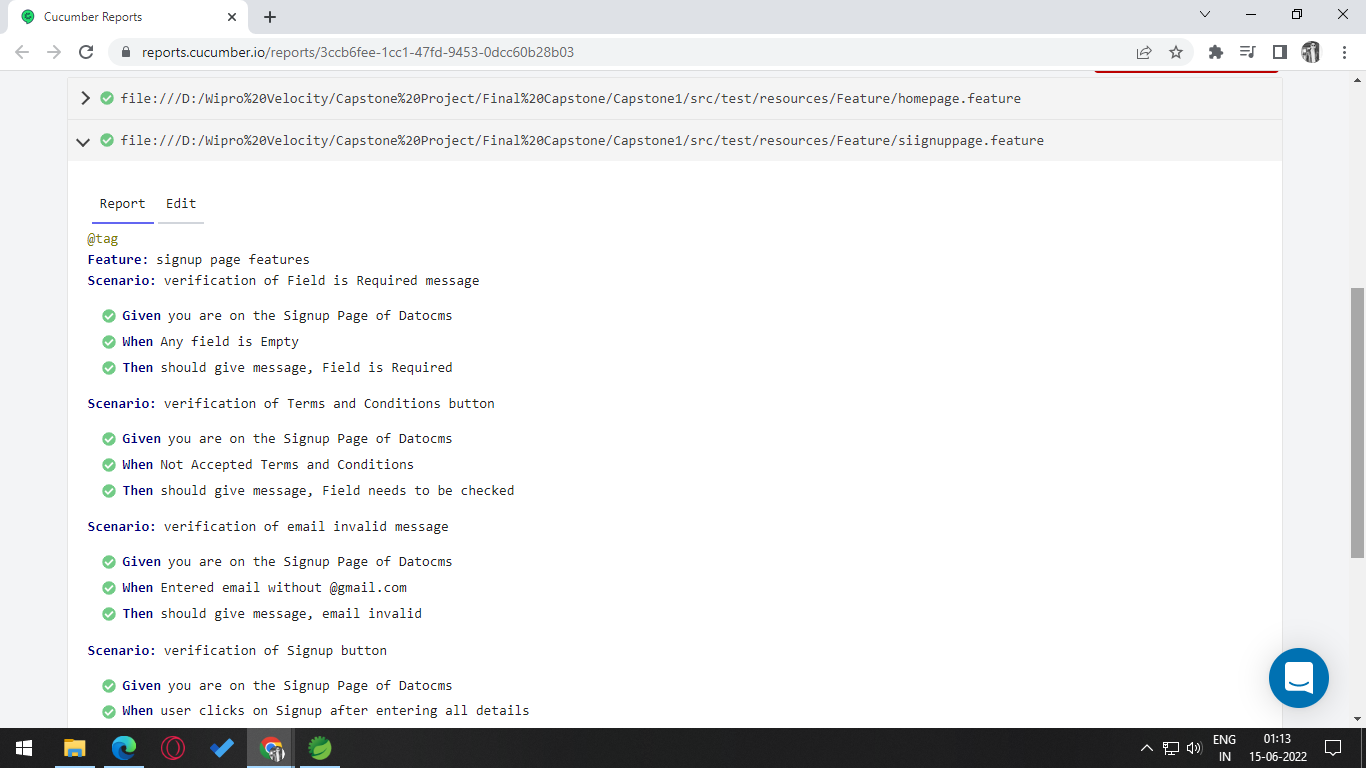 Cucumber Reports
reports.cucumber.io/reports/3ccb6fee-1cc1-47fd-9453-0dcc60b28b03
file:///D:/Wipro%20Velocity/Capstone%20Project/Final%20Capstone/Capstone1/src/test/resources/Feature/homepage.feature
file:///D:/Wipro%20Velocity/Capstone%20Project/Final%20Capstone/Capstone1/src/test/resources/Feature/siignuppage.feature
Report Edit
@tag
Feature: signup page features
Scenario: verification of Field is Required message
Given you are on the Signup Page of Datocms
When Any field is Empty
Then should give message, Field is Required
Scenario: verification of Terms and Conditions button
Given you are on the Signup Page of Datocms
When Not Accepted Terms and Conditions
Then should give message, Field needs to be checked
Scenario: verification of email invalid message
Given you are on the Signup Page of Datocms
When Entered email without @gmail.com
Then should give message, email invalid
Scenario: verification of Signup button
Given you are on the Signup Page of Datocms
When user clicks on Signup after entering all details
ENG 01:13
IN 15-06-2022